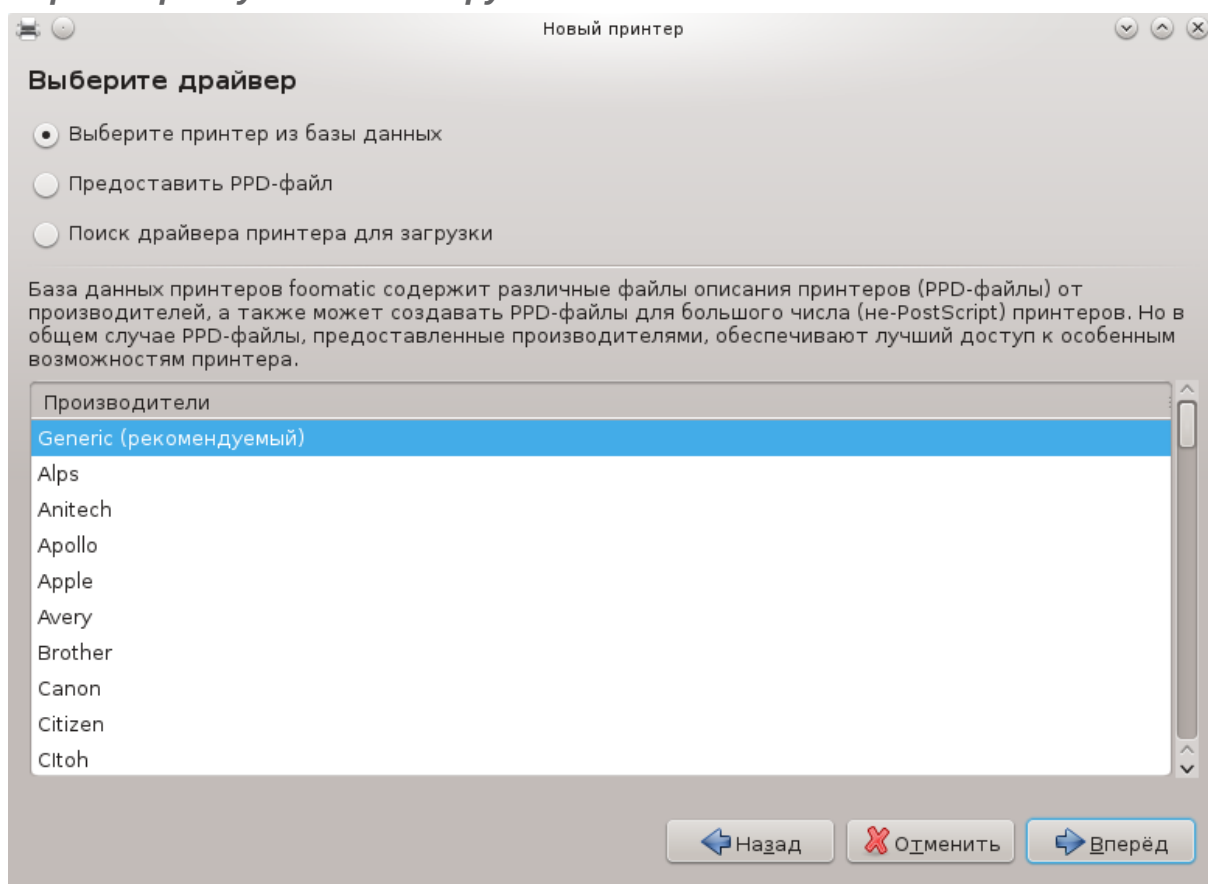 Новый принтер
Выберите драйвер
Выберите принтер из базы данных
Предоставить PPD-файл
Поиск драйвера принтера для загрузки
База данных принтеров foomatic содержит различные файлы описания принтеров (PPD-файлы) от
производителей, а также может создавать PPD-файлы для большого числа (не-PostScript) принтеров. Но в
общем случае PPD-файлы, предоставленные производителями, обеспечивают лучший доступ к особенным
возможностям принтера.
Производители
Generic (рекомендуемый)
Alps
Anitech
Apollo
Apple
Avery
Brother
Canon
Citizen
CItoh
Назад
Отменить
Вперёд